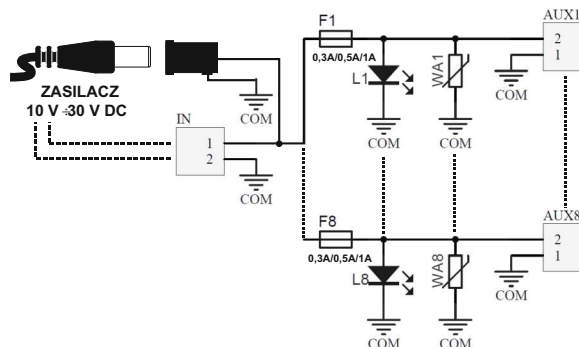 F1
0,3A/0,5A/1A
L1
COM
WA1
COM
AUX1
2
1
COM
COM
ZASILACZ
10 V ÷30 V DC
IN
1
2
COM
F8
0,3A/0,5A/1A
L8
COM
WA8
COM
AUX8
2
1
COM